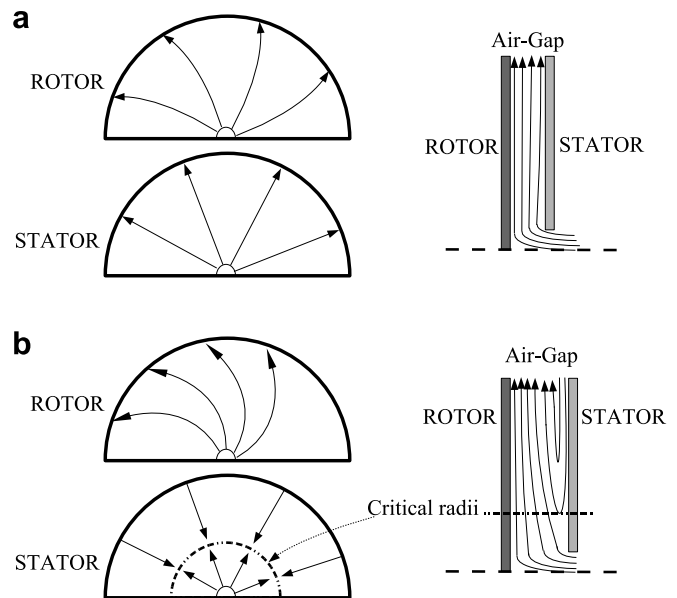 a
ROTOR
STATOR
Air-Gap
ROTOR
STATOR
b
ROTOR
STATOR
Air-Gap
ROTOR
STATOR
Critical radii